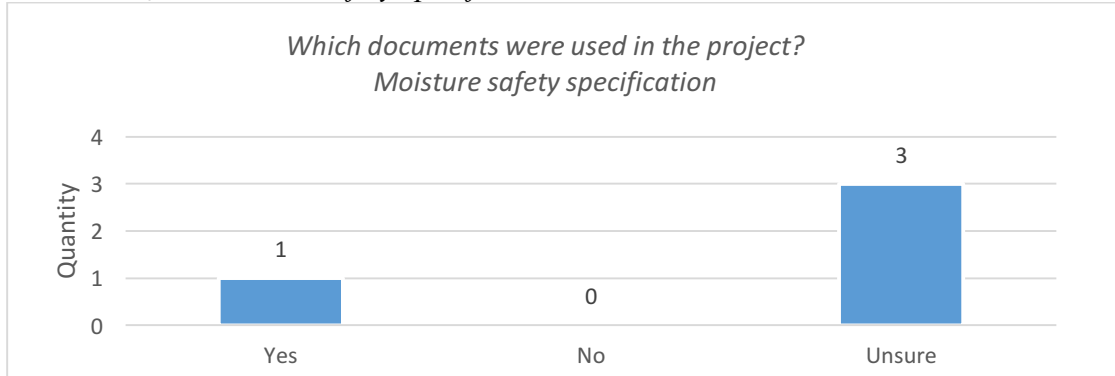 Which documents were used in the project?
Moisture safety specification
4
3
2
1
0
Quantity
1
0
3
Yes No Unsure